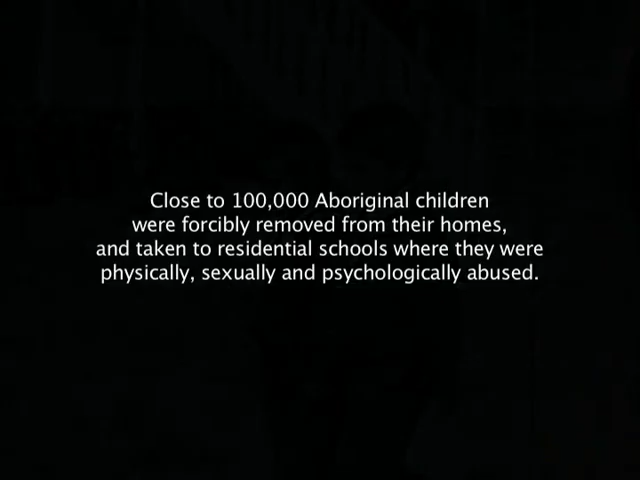 Close to 100,000 Aboriginal children
were forcibly removed from their homes,
and taken to residential schools where they were
physically, sexually and psychologically abused.